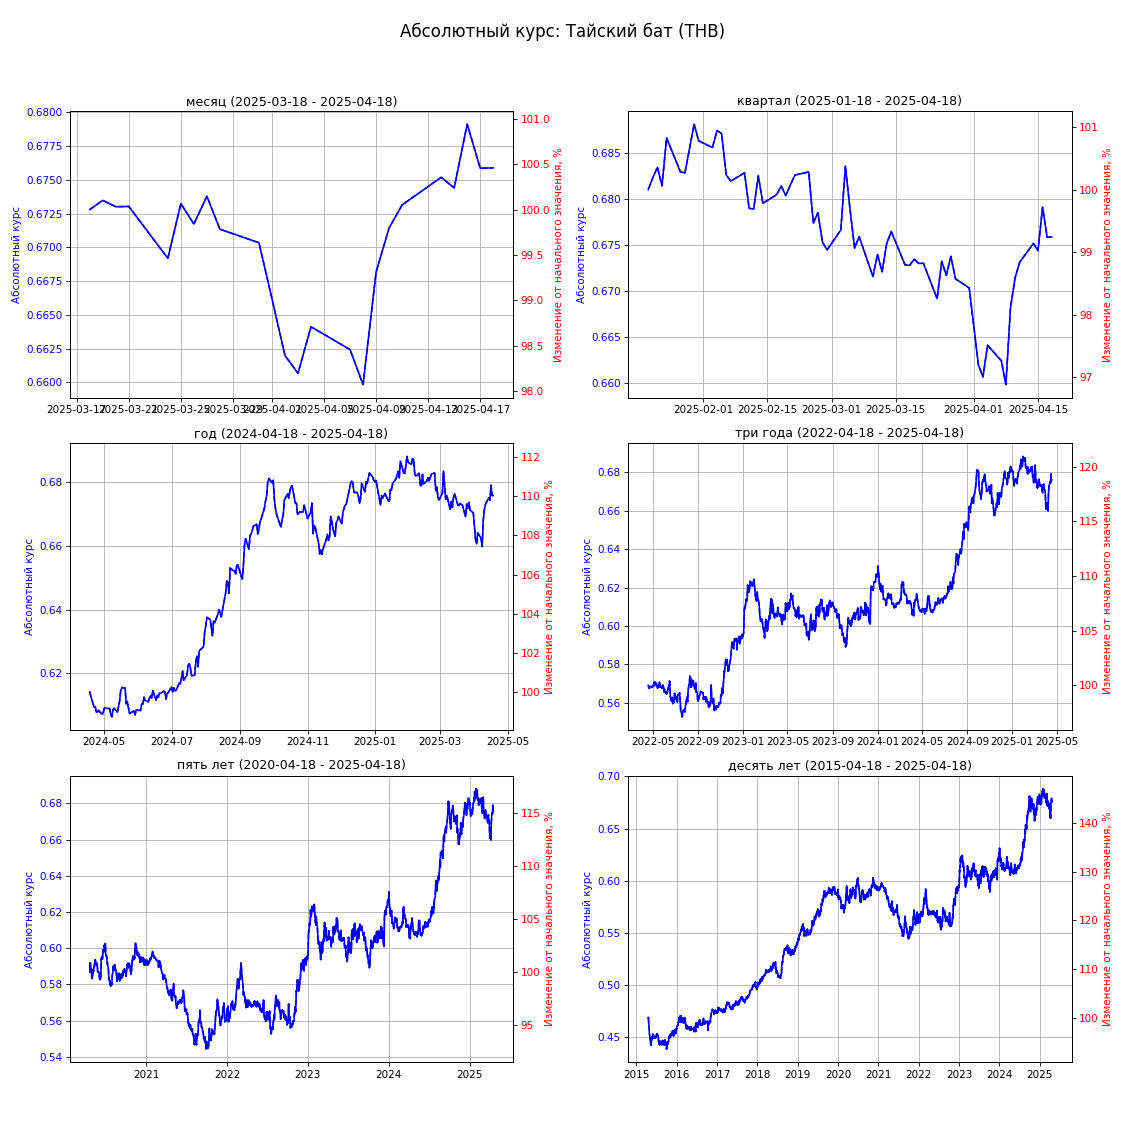 Абсолютный курс: Тайский бат (THB)
месяц (2025-03-18 - 2025-04-18)
Абсолютный курс
0.6800
0.6775
0.6750
0.6725
0.6700
0.6675
0.6650
0.6625
0.6600
101.0
100.5
100.0
99.5
99.0
98.5
98.0
Изменение от начального значения, %
2025-03-17 2025-03-21 2025-03-25 2025-03-29 2025-04-01 2025-04-05 2025-04-09 2025-04-13 2025-04-17
квартал (2025-01-18 - 2025-04-18)
Абсолютный курс
0.685
0.680
0.675
0.670
0.665
0.660
101
100
99
98
97
Изменение от начального значения, %
2025-02-01 2025-02-15 2025-03-01 2025-03-15 2025-04-01 2025-04-15
год (2024-04-18 - 2025-04-18)
Абсолютный курс
0.68
0.66
0.64
0.62
112
110
108
106
104
102
100
Изменение от начального значения, %
2024-05 2024-07 2024-09 2024-11 2025-01 2025-03 2025-05
три года (2022-04-18 - 2025-04-18)
Абсолютный курс
0.68
0.66
0.64
0.62
0.60
0.58
0.56
120
115
110
105
100
Изменение от начального значения, %
2022-05 2022-09 2023-01 2023-05 2023-09 2024-01 2024-05 2024-09 2025-01 2025-05
пять лет (2020-04-18 - 2025-04-18)
Абсолютный курс
0.68
0.66
0.64
0.62
0.60
0.58
0.56
0.54
115
110
105
100
95
Изменение от начального значения, %
2021 2022 2023 2024 2025
десять лет (2015-04-18 - 2025-04-18)
Абсолютный курс
0.70
0.65
0.60
0.55
0.50
0.45
140
130
120
110
100
Изменение от начального значения, %
2015 2016 2017 2018 2019 2020 2021 2022 2023 2024 2025